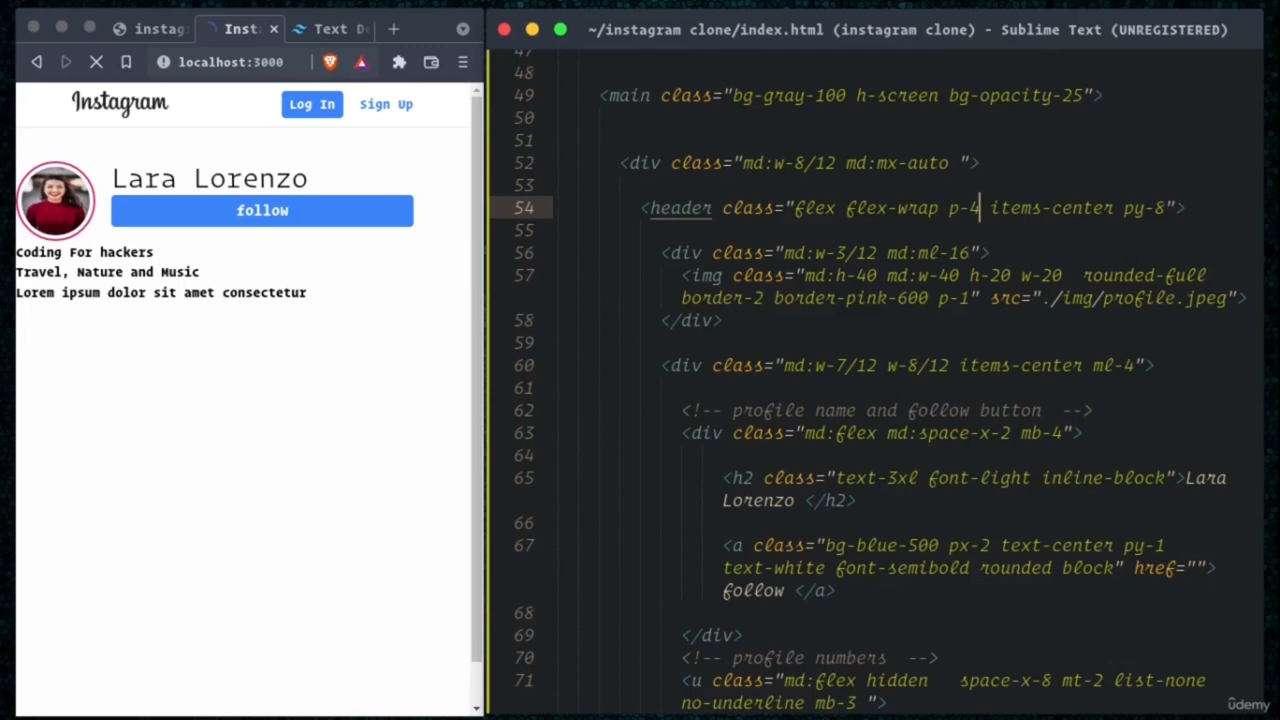 instag
Inst
Text D
localhost:3000
Instagram
Log In
Sign Up
Lara Lorenzo
follow
Coding For hackers
Travel, Nature and Music
Lorem ipsum dolor sit amet consectetur
~/instagram clone/index.html (instagram clone) - Sublime Text (UNREGISTERED)
47
48
49 <main class="bg-gray-100 h-screen bg-opacity-25">
50
51
52 <div class="md:w-8/12 md:mx-auto ">
53
54 <header class="flex flex-wrap p-4 items-center py-8">
55
56 <div class="md:w-3/12 md:ml-16">
57 <img class="md:h-40 md:w-40 h-20 w-20  rounded-full
border-2 border-pink-600 p-1" src="./img/profile.jpeg">
58 </div>
59
60 <div class="md:w-7/12 w-8/12 items-center ml-4">
61
62 <!-- profile name and follow button  -->
63 <div class="md:flex md:space-x-2 mb-4">
64
65 <h2 class="text-3xl font-light inline-block">Lara
Lorenzo </h2>
66
67 <a class="bg-blue-500 px-2 text-center py-1
text-white font-semibold rounded block" href="">
follow </a>
68
69 </div>
70 <!-- profile numbers  -->
71 <u class="md:flex hidden   space-x-8 mt-2 list-none
no-underline mb-3 ">
ûdemy